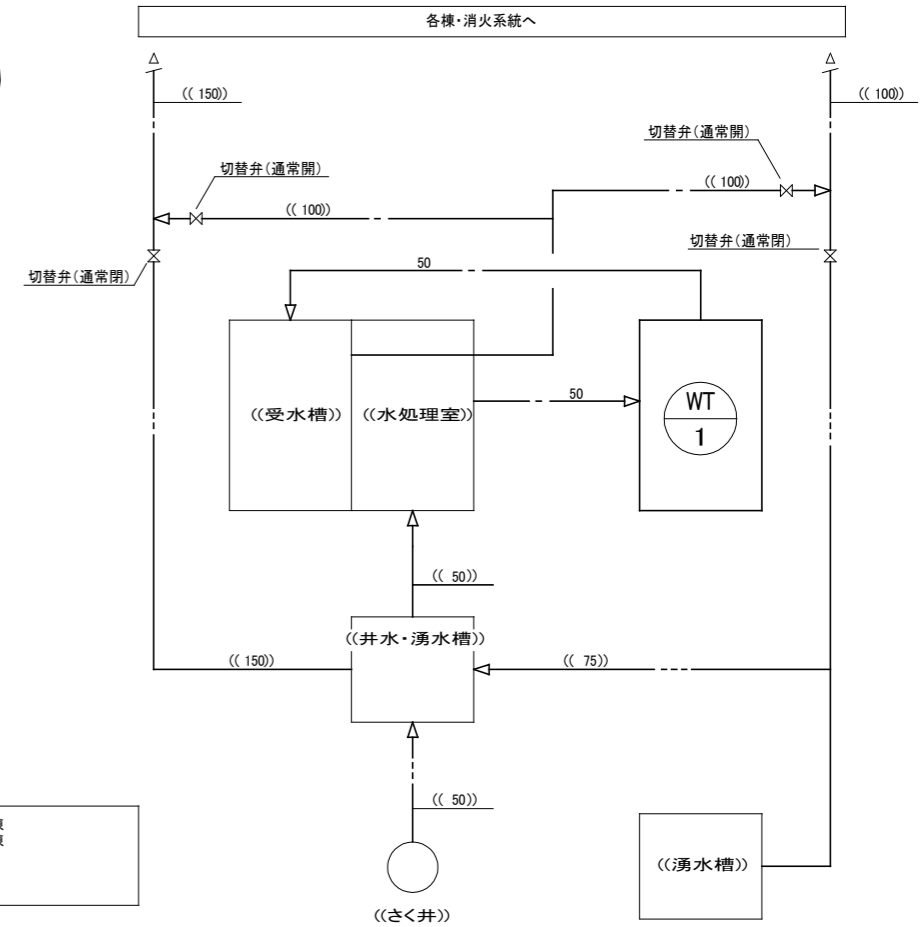 各棟・消火系統へ
(( 150))
(( 100))
切替弁(通常開)
切替弁(通常開)
(( 100))
(( 100))
切替弁(通常閉)
切替弁(通常閉)
50
((受水槽))
((水処理室))
50
WT
1
(( 50))
((井水・湧水槽))
(( 150))
(( 75))
(( 50))
((湧水槽))
((さく井))